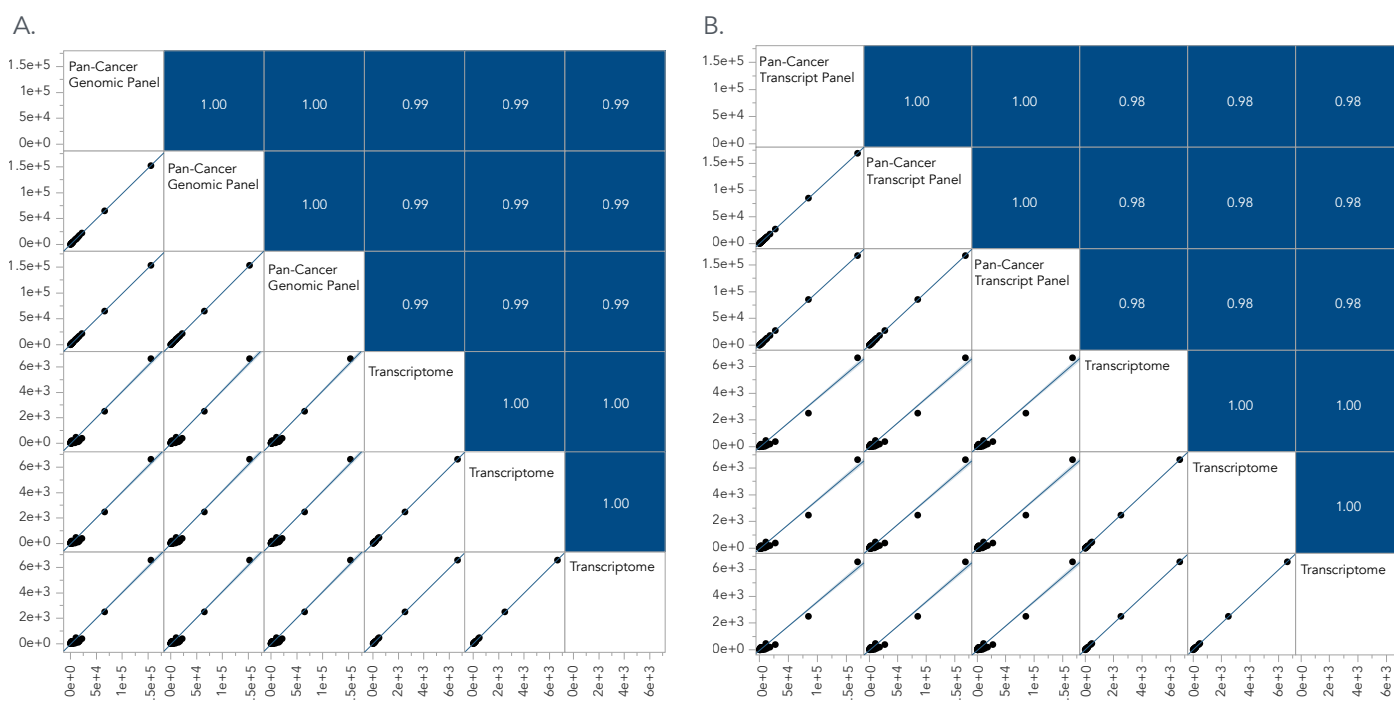 A.
1.5e+5
1e+5
5e+4
0e+0
Pan-Cancer
Genomic Panel
1.00
1.00
0.99
0.99
0.99
1.5e+5
1e+5
5e+4
0e+0
Pan-Cancer
Genomic Panel
1.00
0.99
0.99
0.99
1.5e+5
1e+5
5e+4
0e+0
Pan-Cancer
Genomic Panel
0.99
0.99
0.99
6e+3
4e+3
2e+3
0e+0
Transcriptome
1.00
1.00
6e+3
4e+3
2e+3
0e+0
Transcriptome
1.00
6e+3
4e+3
2e+3
0e+0
Transcriptome
0e+0
5e+4
1e+5
.5e+5
0e+0
5e+4
1e+5
.5e+5
0e+0
5e+4
1e+5
.5e+5
0e+0
2e+3
4e+3
6e+3
0e+0
2e+3
4e+3
6e+3
0e+0
2e+3
4e+3
6e+3
B.
1.5e+5
1e+5
5e+4
0e+0
Pan-Cancer
Transcript Panel
1.00
1.00
0.98
0.98
0.98
1.5e+5
1e+5
5e+4
0e+0
Pan-Cancer
Transcript Panel
1.00
0.98
0.98
0.98
1.5e+5
1e+5
5e+4
0e+0
Pan-Cancer
Transcript Panel
0.98
0.98
0.98
6e+3
4e+3
2e+3
0e+0
Transcriptome
1.00
1.00
6e+3
4e+3
2e+3
0e+0
Transcriptome
1.00
6e+3
4e+3
2e+3
0e+0
Transcriptome
0e+0
5e+4
1e+5
.5e+5
0e+0
5e+4
1e+5
.5e+5
0e+0
5e+4
1e+5
.5e+5
0e+0
2e+3
4e+3
6e+3
0e+0
2e+3
4e+3
6e+3
0e+0
2e+3
4e+3
6e+3